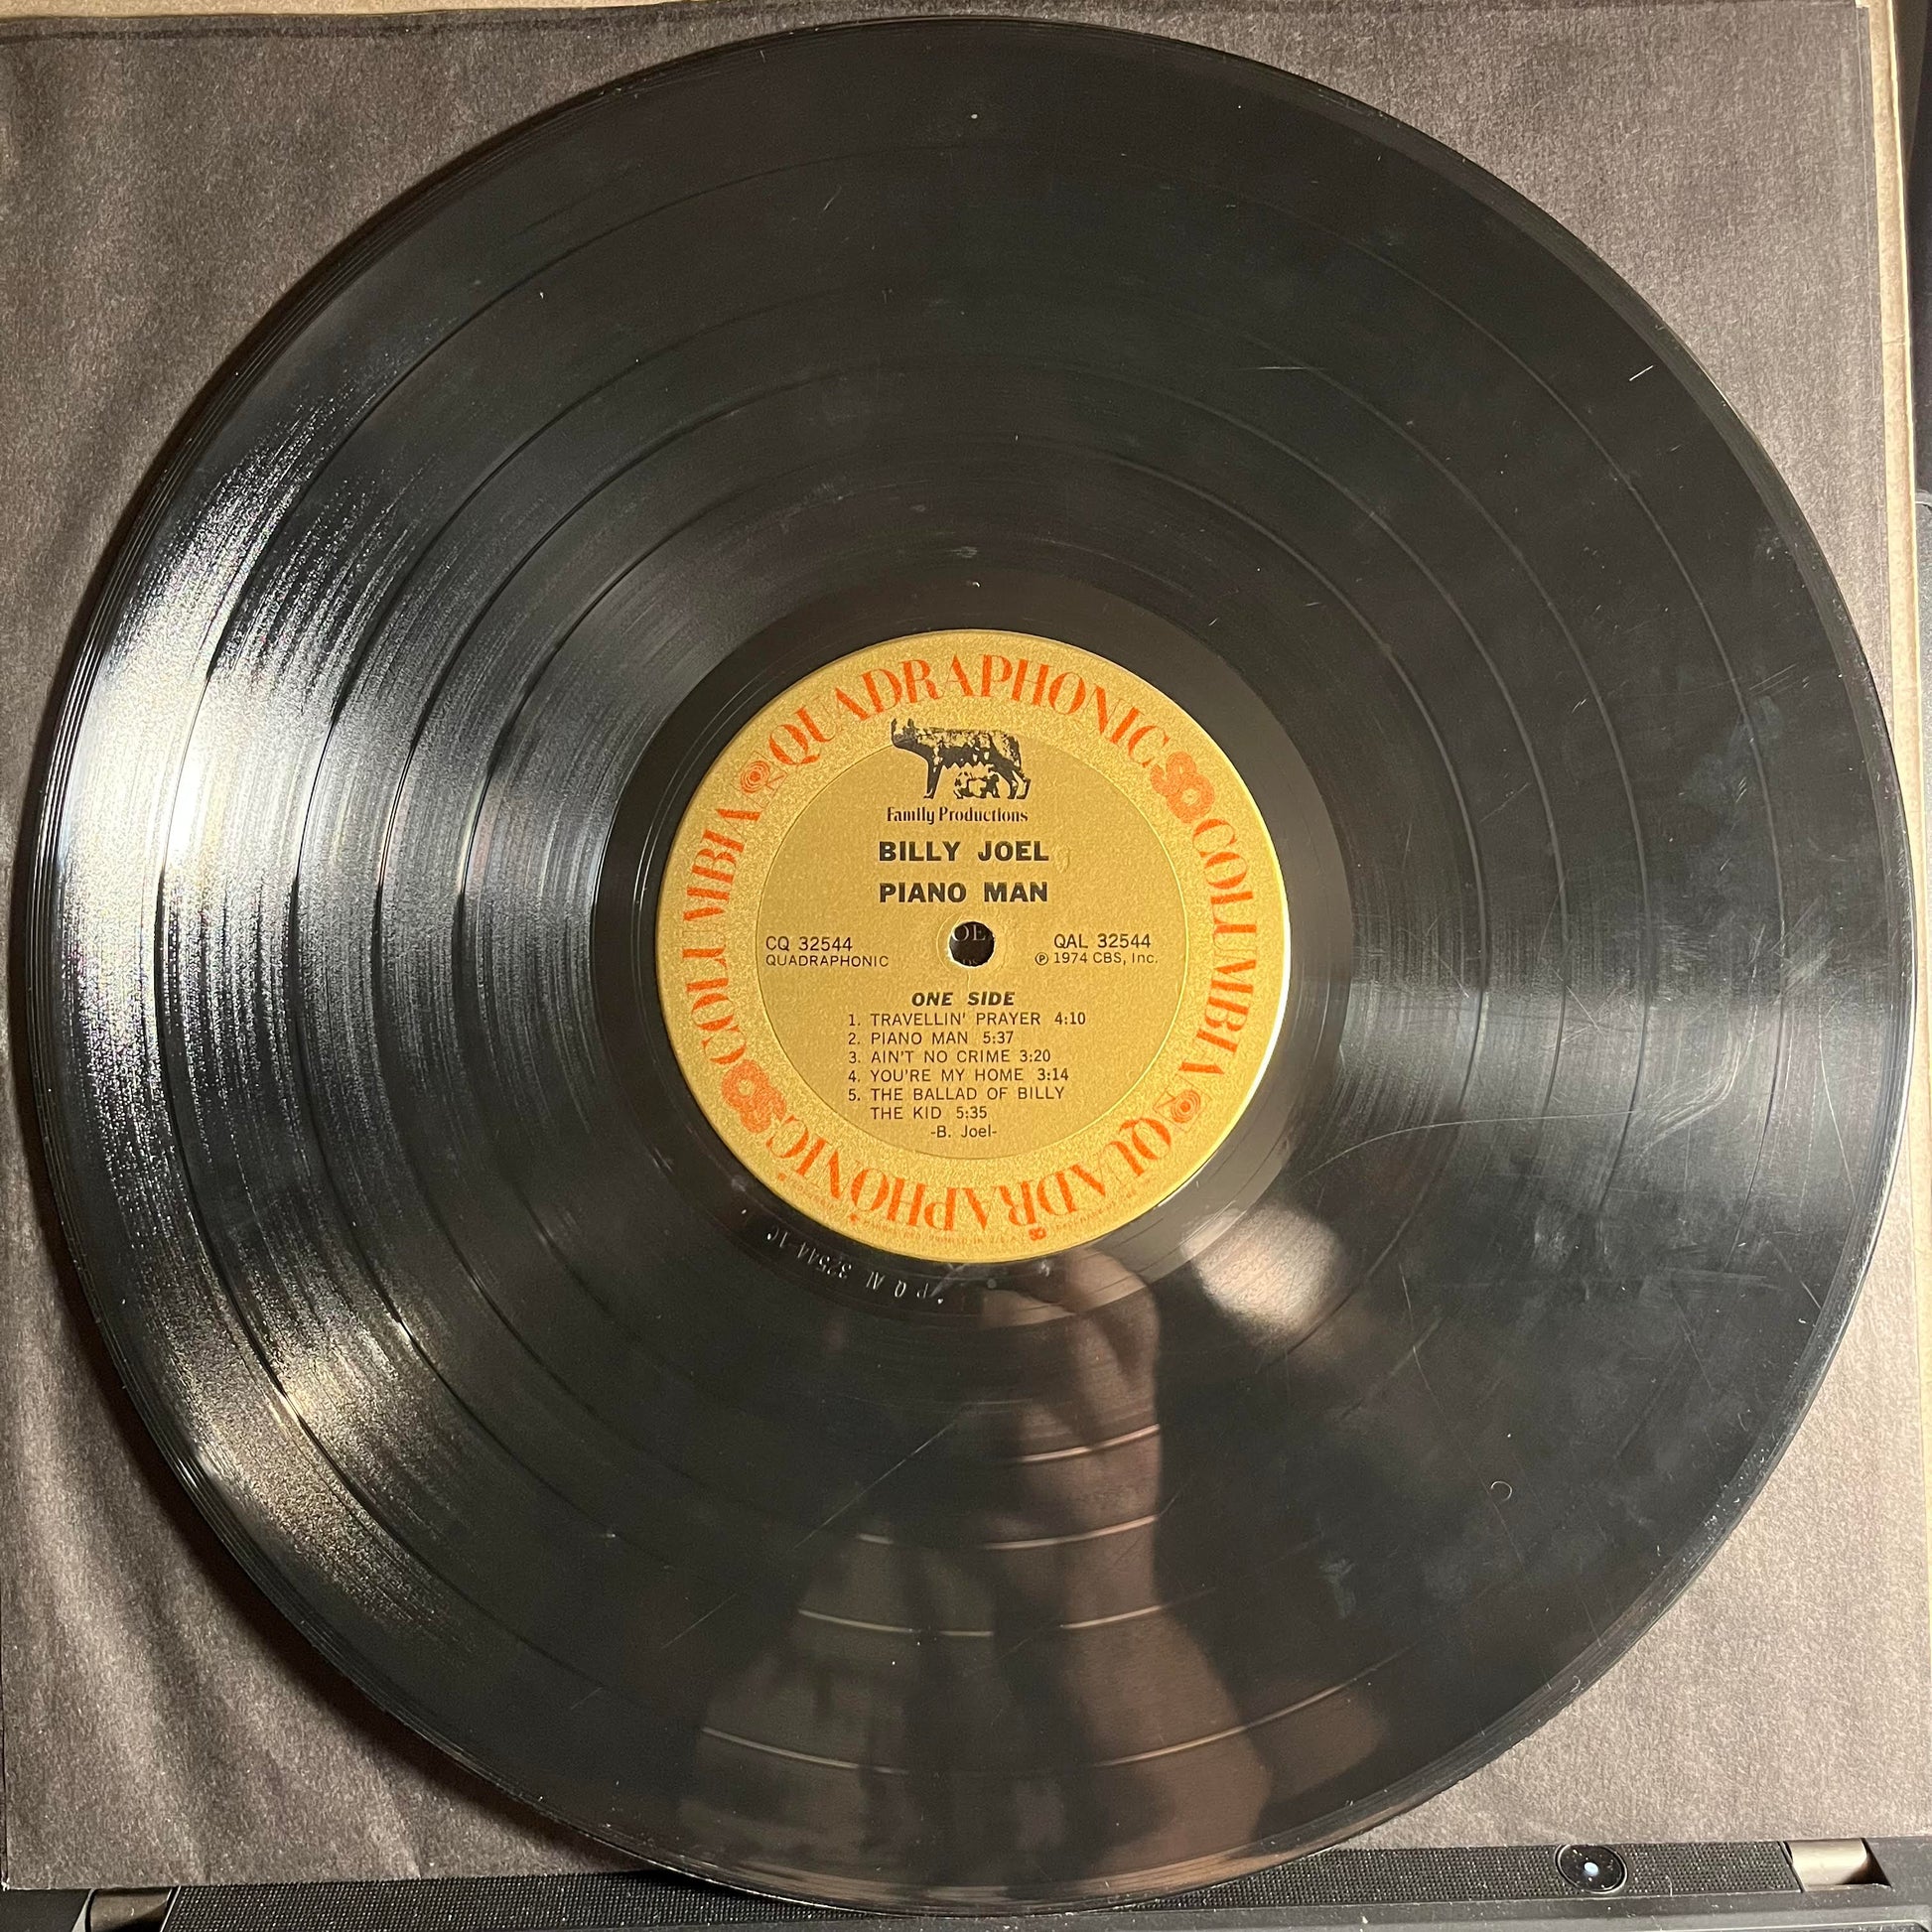 QUADRAPHONIC SQ COLUMBIA QUADRAPHONIC SQ COLUMBIA
Family Productions
BILLY JOEL
PIANO MAN
CQ 32544
QUADRAPHONIC
QAL 32544
℗ 1974 CBS, Inc.
ONE SIDE
1. TRAVELLIN' PRAYER 4:10
2. PIANO MAN 5:37
3. AIN'T NO CRIME 3:20
4. YOU'RE MY HOME 3:14
5. THE BALLAD OF BILLY
THE KID 5:35
-B. Joel-